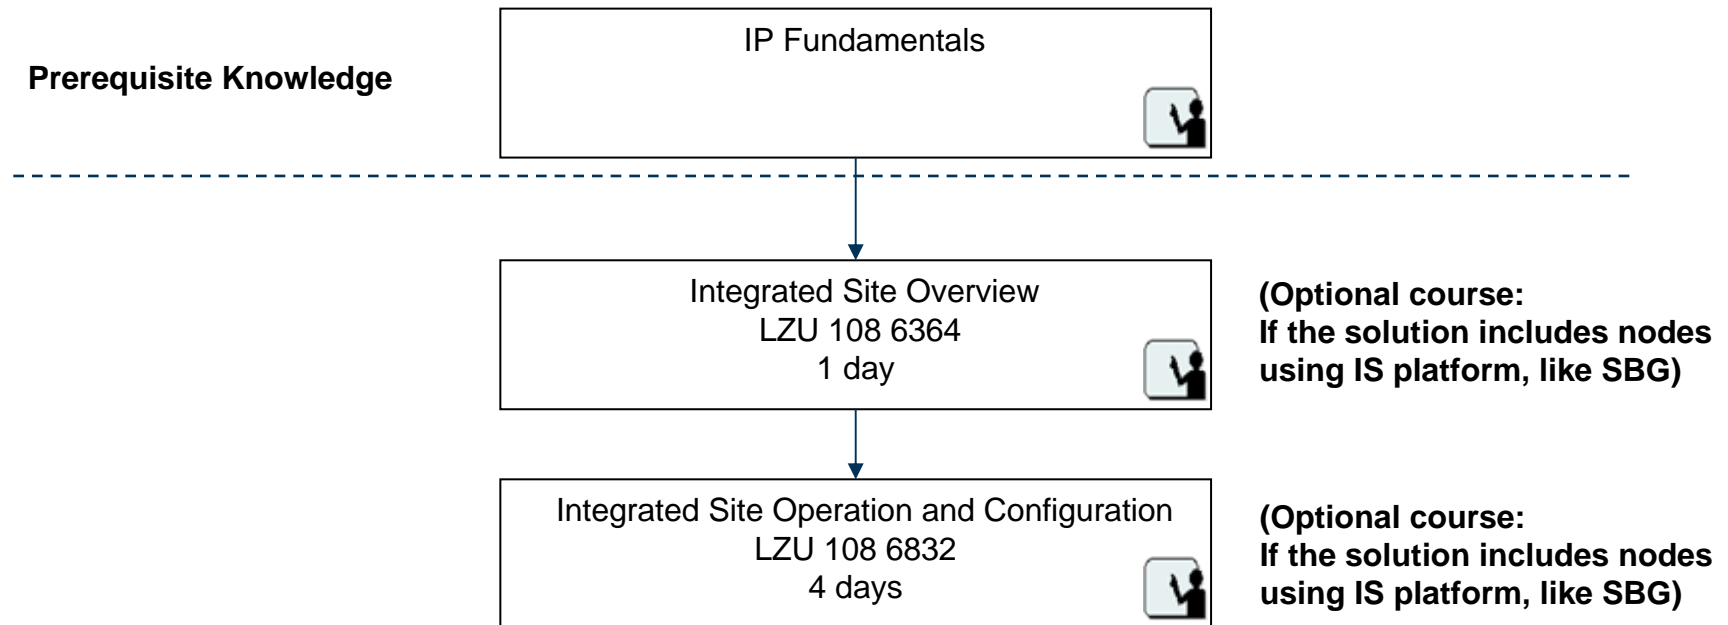 IP Fundamentals
Prerequisite Knowledge
Integrated Site Overview
LZU 108 6364
1 day
(Optional course:
If the solution includes nodes
using IS platform, like SBG)
Integrated Site Operation and Configuration
LZU 108 6832
4 days
(Optional course:
If the solution includes nodes
using IS platform, like SBG)